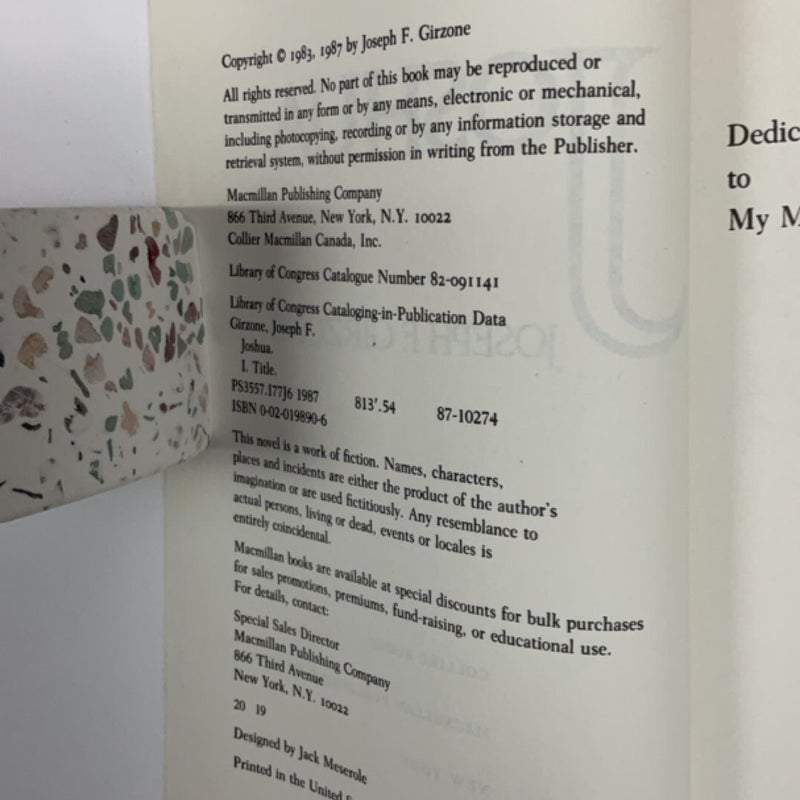 Copyright © 1983, 1987 by Joseph F. Girzone
All rights reserved. No part of this book may be reproduced or
transmitted in any form or by any means, electronic or mechanical,
including photocopying, recording or by any information storage and
retrieval system, without permission in writing from the Publisher.
Macmillan Publishing Company
866 Third Avenue, New York, N.Y. 10022
Collier Macmillan Canada, Inc.
Library of Congress Catalogue Number 82-091141
Library of Congress Cataloging-in-Publication Data
Girzone, Joseph F.
Joshua.
I. Title.
PS3557.I77J6 1987 813'.54 87-10274
ISBN 0-02-019890-6
This novel is a work of fiction. Names, characters,
places and incidents are either the product of the author's
imagination or are used fictitiously. Any resemblance to
actual persons, living or dead, events or locales is
entirely coincidental.
Macmillan books are available at special discounts for bulk purchases
for sales promotions, premiums, fund-raising, or educational use.
For details, contact:
Special Sales Director
Macmillan Publishing Company
866 Third Avenue
New York, N.Y. 10022
20 19
Designed by Jack Meserole
Printed in the United S
Dedic
to
My M